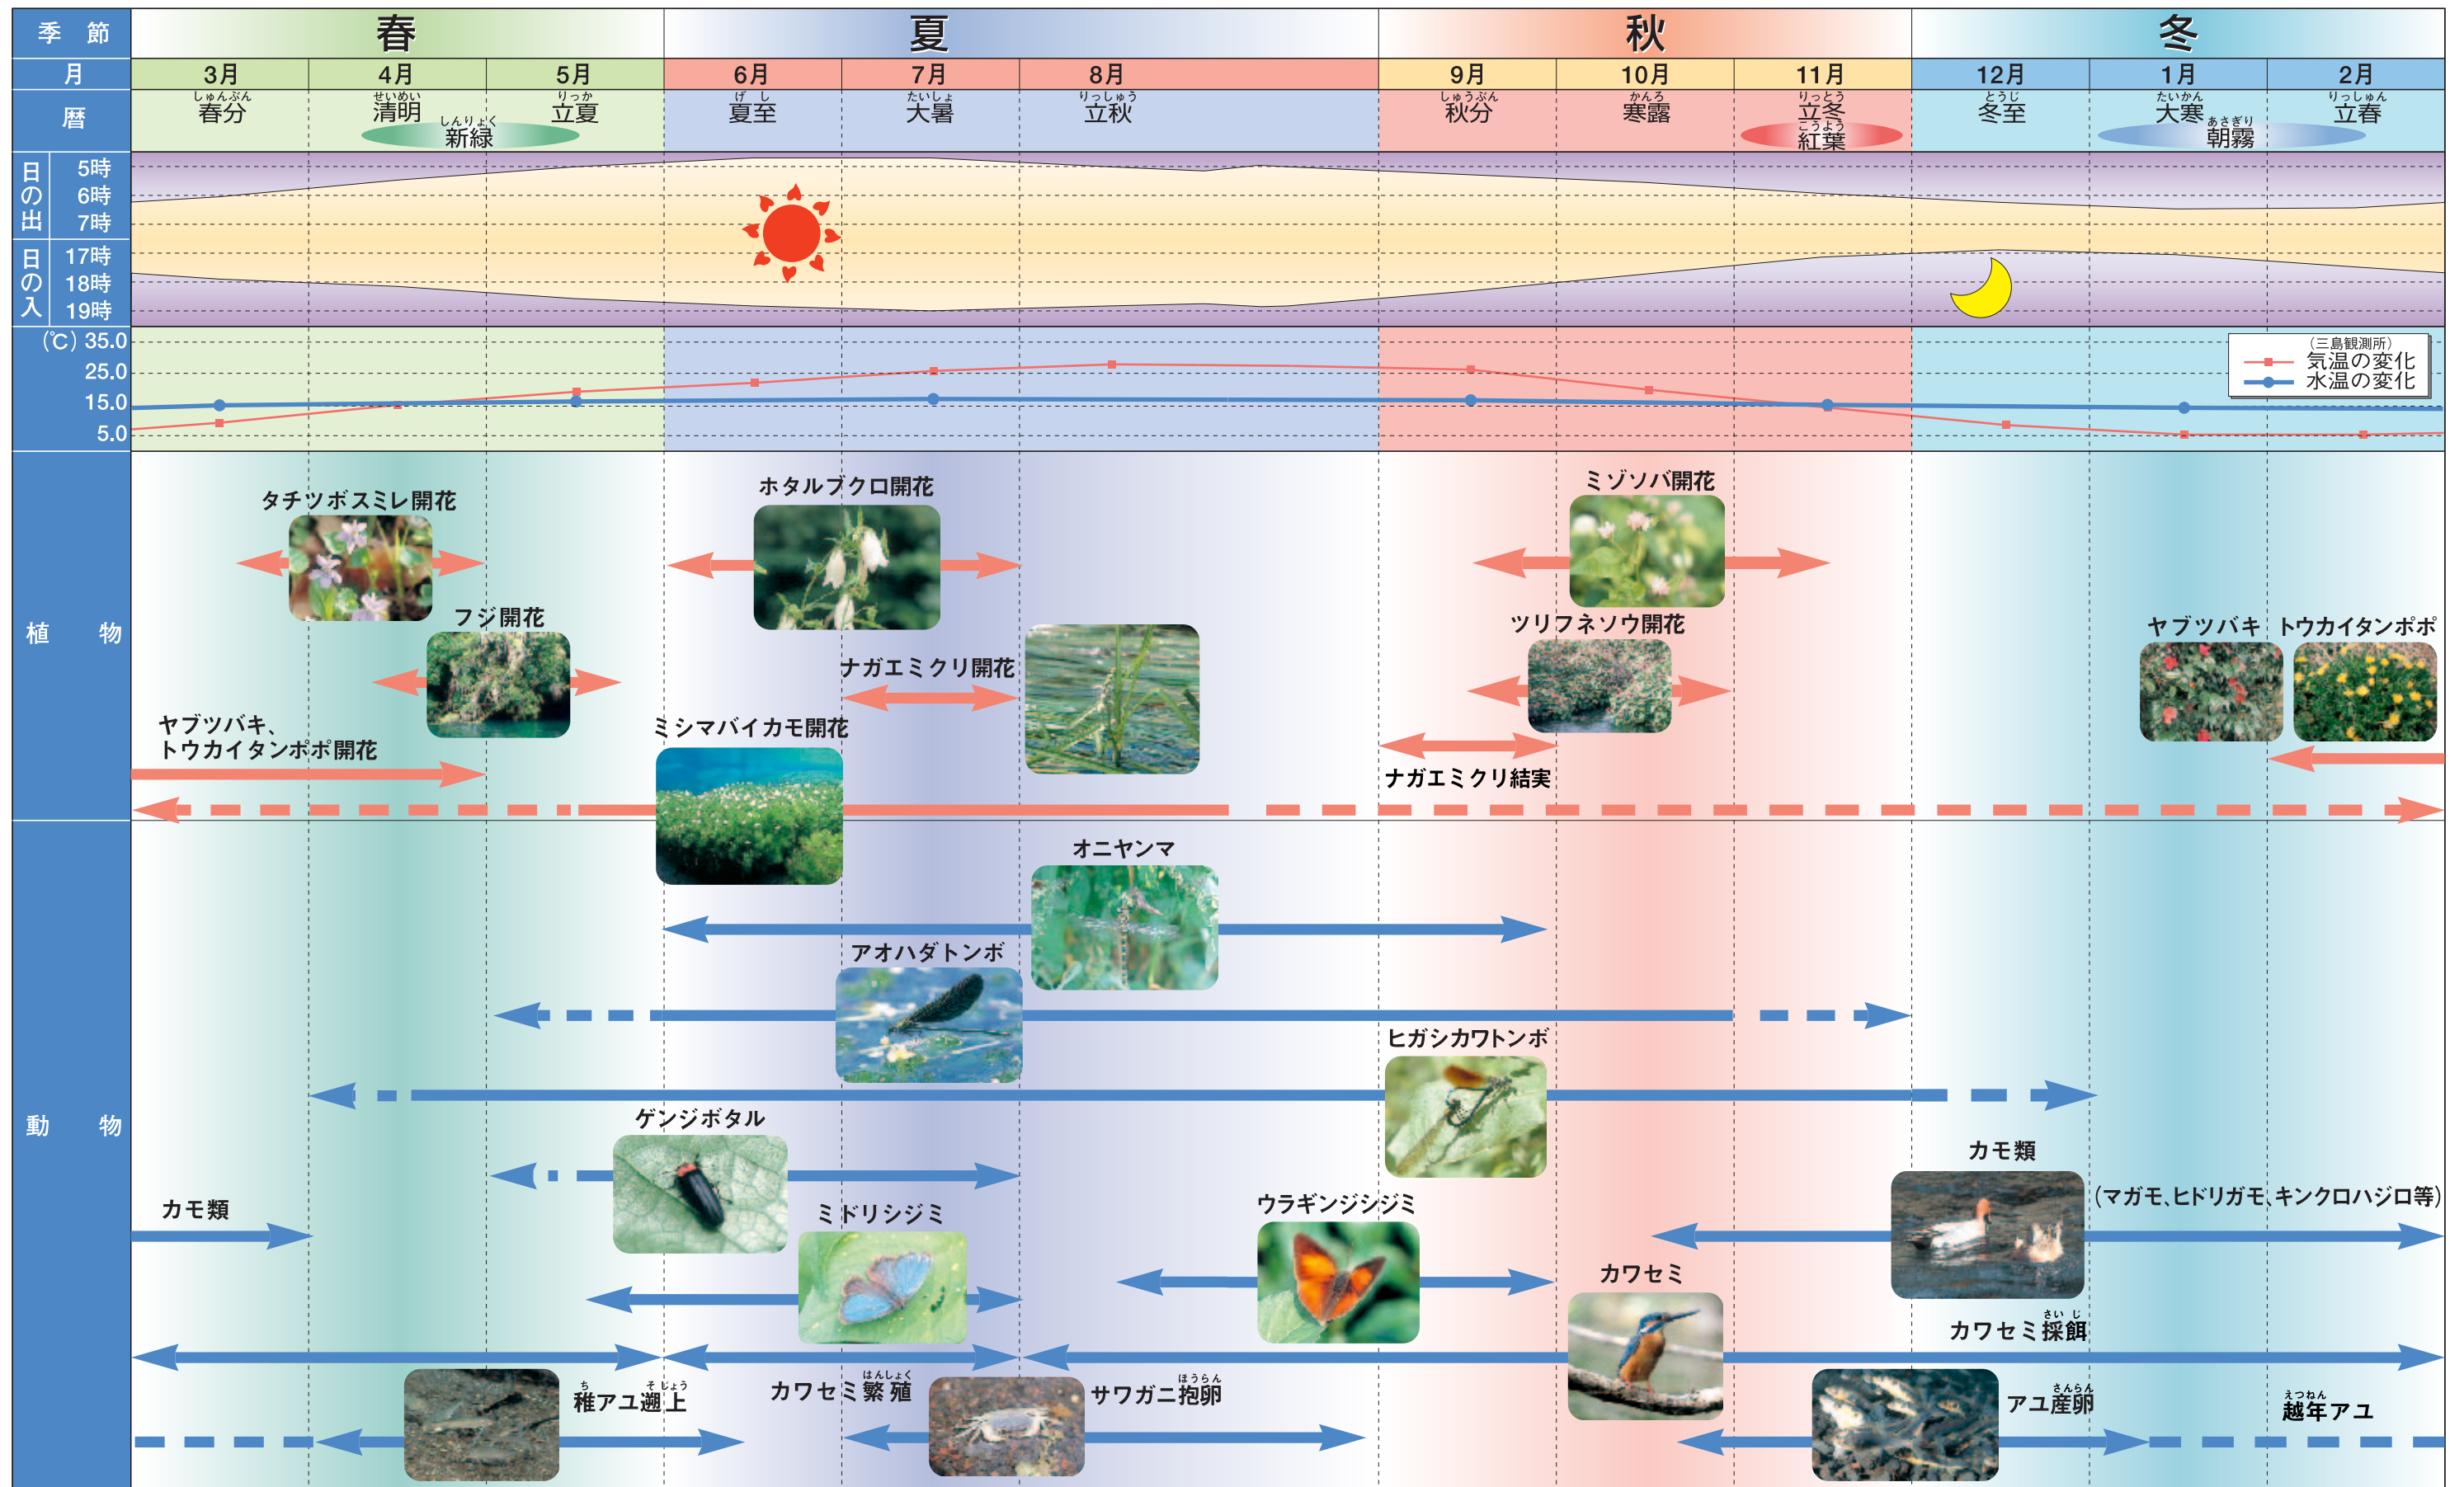 季 節
春
夏
秋
冬
月
3月
4月
5月
6月
7月
8月
9月
10月
11月
12月
1月
2月
暦
しゅんぶん
春分
せいめい
清明
りっか
立夏
しんりょく
新緑
げ し
夏至
たいしょ
大暑
りっしゅう
立秋
しゅうぶん
秋分
かんろ
寒露
りっとう
立冬
こうよう
紅葉
とうじ
冬至
たいかん
大寒
りっしゅん
立春
あさぎり
朝霧
日の出
5時
6時
7時
日の入
17時
18時
19時
(℃) 35.0
25.0
15.0
5.0
(三島観測所)
気温の変化
水温の変化
植 物
タチツボスミレ開花
フジ開花
ヤブツバキ、
トウカイタンポポ開花
ホタルブクロ開花
ナガエミクリ開花
ミシマバイカモ開花
ミゾソバ開花
ツリフネソウ開花
ナガエミクリ結実
ヤブツバキ
トウカイタンポポ
動 物
オニヤンマ
アオハダトンボ
ヒガシカワトンボ
ゲンジボタル
カモ類
カモ類
(マガモ、ヒドリガモ、キンクロハジロ等)
ミドリシジミ
ウラギンジシジミ
カワセミ
さい じ
カワセミ採餌
ち そじょう
稚アユ遡上
はんしょく
カワセミ繁殖
ほうらん
サワガニ抱卵
さんらん
アユ産卵
えつねん
越年アユ